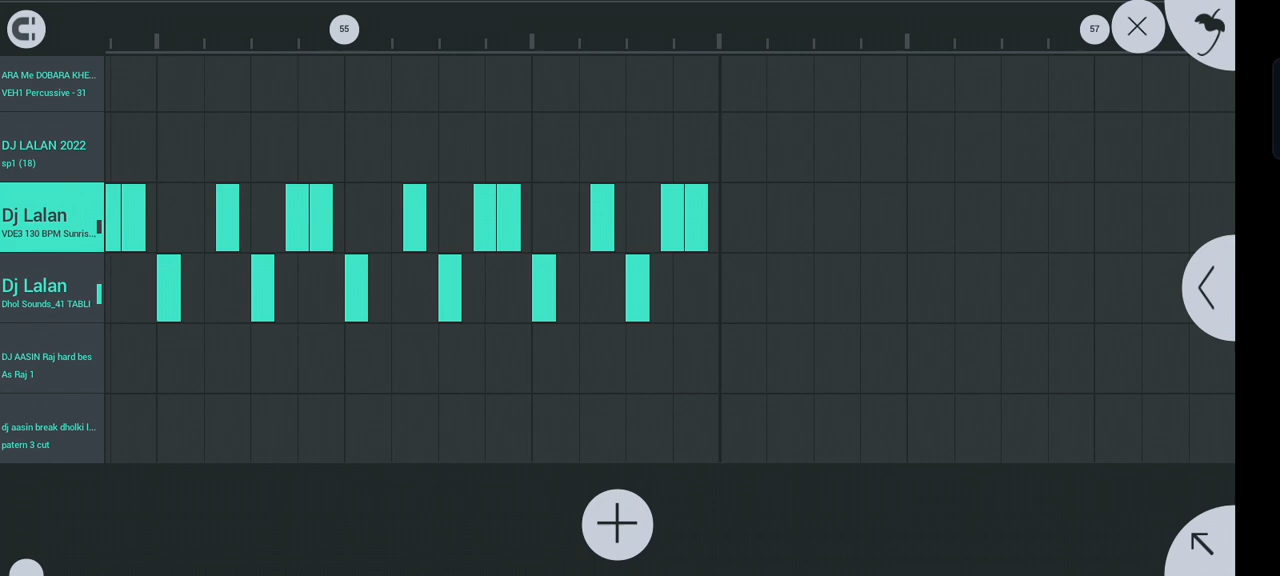 55
57
ARA Me DOBARA KHE...
VEH1 Percussive - 31
DJ LALAN 2022
sp1 (18)
Dj Lalan
VDE3 130 BPM Sunris...
Dj Lalan
Dhol Sounds_41 TABLI
DJ AASIN Raj hard bes
As Raj 1
dj aasin break dholki l...
patern 3 cut